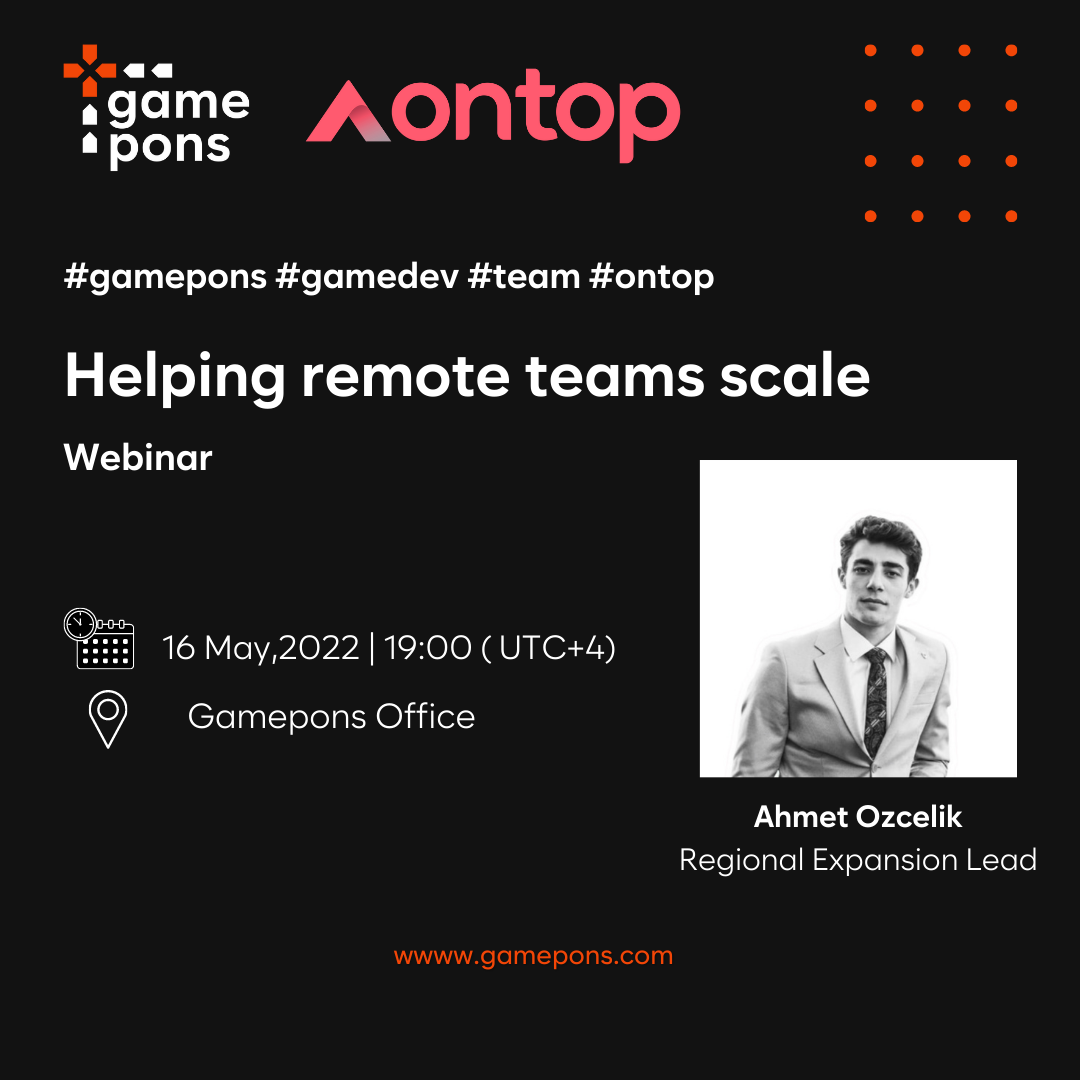 game
pons
ontop
#gamepons #gamedev #team #ontop
Helping remote teams scale
Webinar
16 May,2022 | 19:00 ( UTC+4)
Gamepons Office
Ahmet Ozcelik
Regional Expansion Lead
wwww.gamepons.com